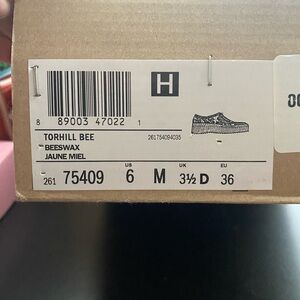 H
8 89003 47022 1
TORHILL BEE
261754094035
BEESWAX
JAUNE MIEL
US UK EU
261 75409 6 M 3½ D 36
00